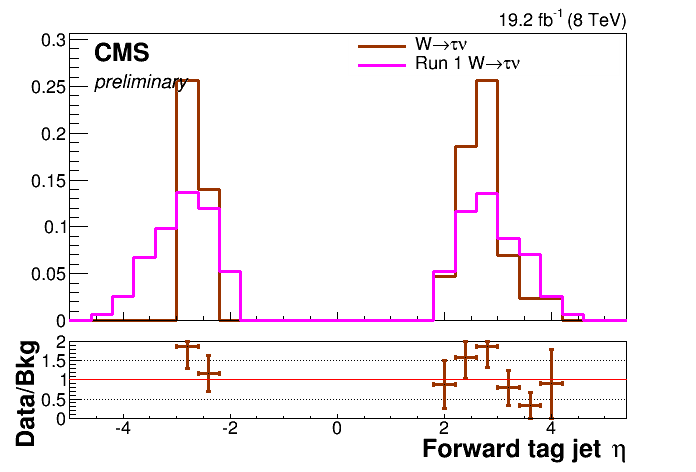 19.2 fb⁻¹ (8 TeV)
CMS
preliminary
W→τν
Run 1 W→τν
0.3
0.25
0.2
0.15
0.1
0.05
0
Data/Bkg
2
1.5
1
0.5
0
-4 -2 0 2 4
Forward tag jet η